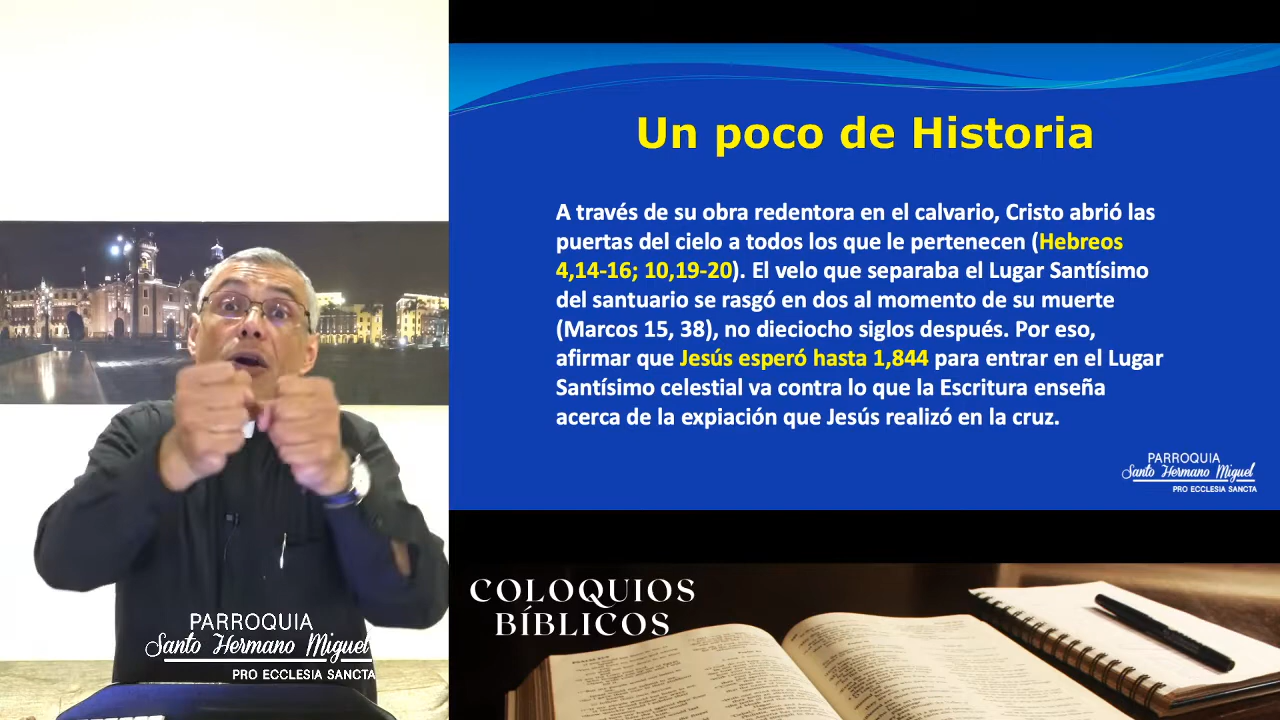 Un poco de Historia
A través de su obra redentora en el calvario, Cristo abrió las
puertas del cielo a todos los que le pertenecen (Hebreos
4,14-16; 10,19-20). El velo que separaba el Lugar Santísimo
del santuario se rasgó en dos al momento de su muerte
(Marcos 15, 38), no dieciocho siglos después. Por eso,
afirmar que Jesús esperó hasta 1,844 para entrar en el Lugar
Santísimo celestial va contra lo que la Escritura enseña
acerca de la expiación que Jesús realizó en la cruz.
PARROQUIA
Santo Hermano Miguel
PRO ECCLESIA SANCTA
COLOQUIOS
BÍBLICOS
PARROQUIA
Santo Hermano Miguel
PRO ECCLESIA SANCTA